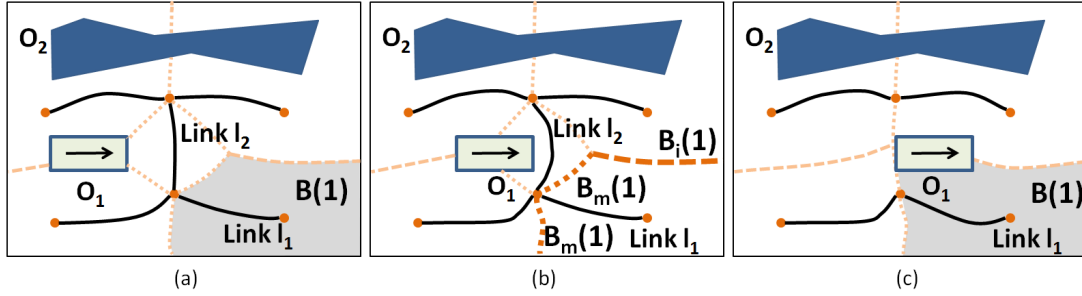 O2
Link l2
O1
B(1)
Link l1
(a)
O2
Link l2
Bi(1)
O1
Bm(1)
Bm(1)
Link l1
(b)
O2
O1
B(1)
Link l1
(c)